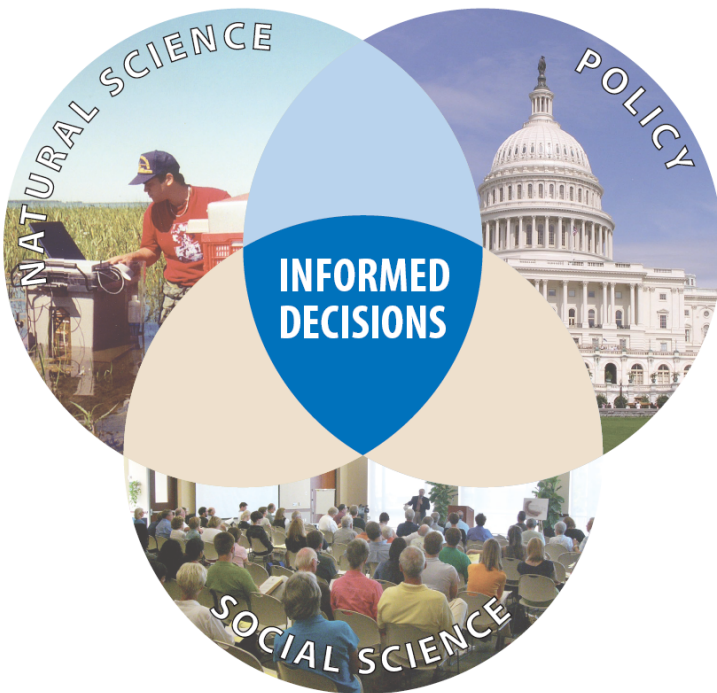 NATURAL SCIENCE
POLICY
INFORMED
DECISIONS
SOCIAL SCIENCE